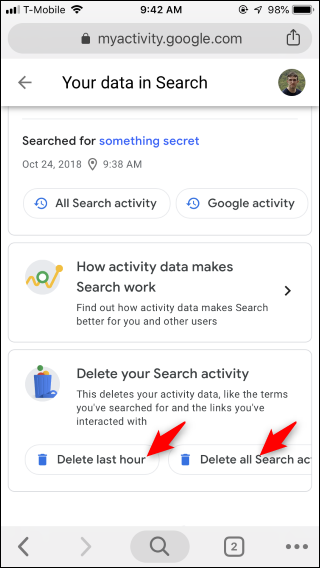 T-Mobile 9:42 AM 98%
myactivity.google.com
Your data in Search
Searched for something secret
Oct 24, 2018 9:38 AM
All Search activity Google activity
How activity data makes
Search work
Find out how activity data makes Search
better for you and other users
Delete your Search activity
This deletes your activity data, like the terms
you've searched for and the links you've
interacted with
Delete last hour Delete all Search ac
2